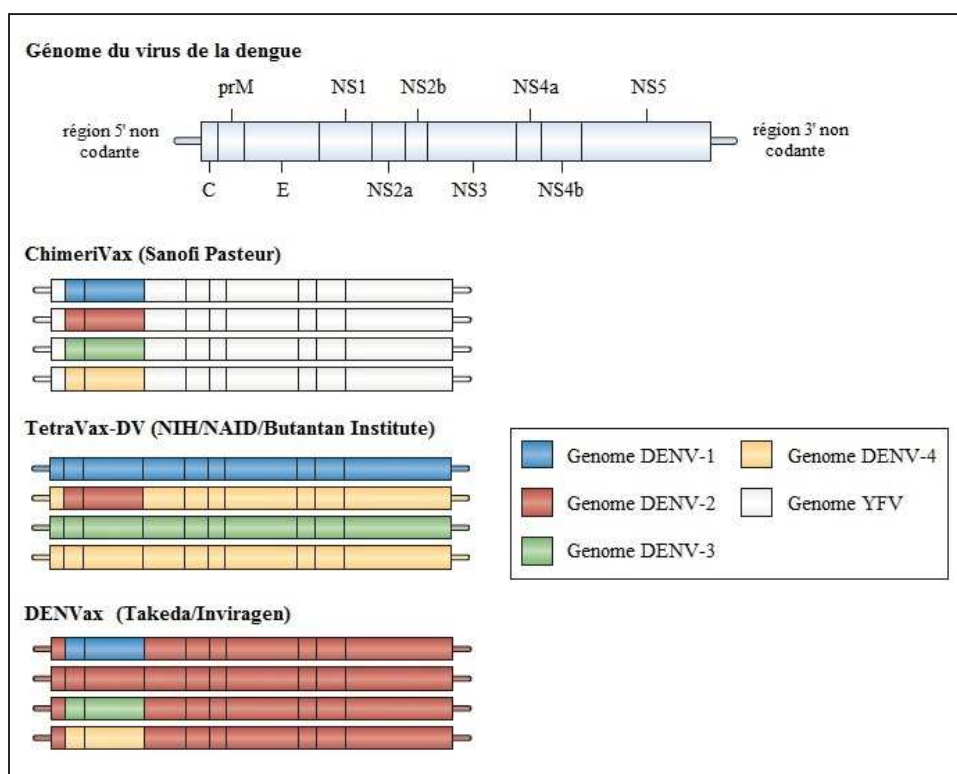 Génome du virus de la dengue
prM NS1 NS2b NS4a NS5
région 5' non
codante
région 3' non
codante
C E NS2a NS3 NS4b
ChimeriVax (Sanofi Pasteur)
TetraVax-DV (NIH/NAID/Butantan Institute)
Genome DENV-1
Genome DENV-4
Genome DENV-2
Genome YFV
Genome DENV-3
DENVax (Takeda/Inviragen)